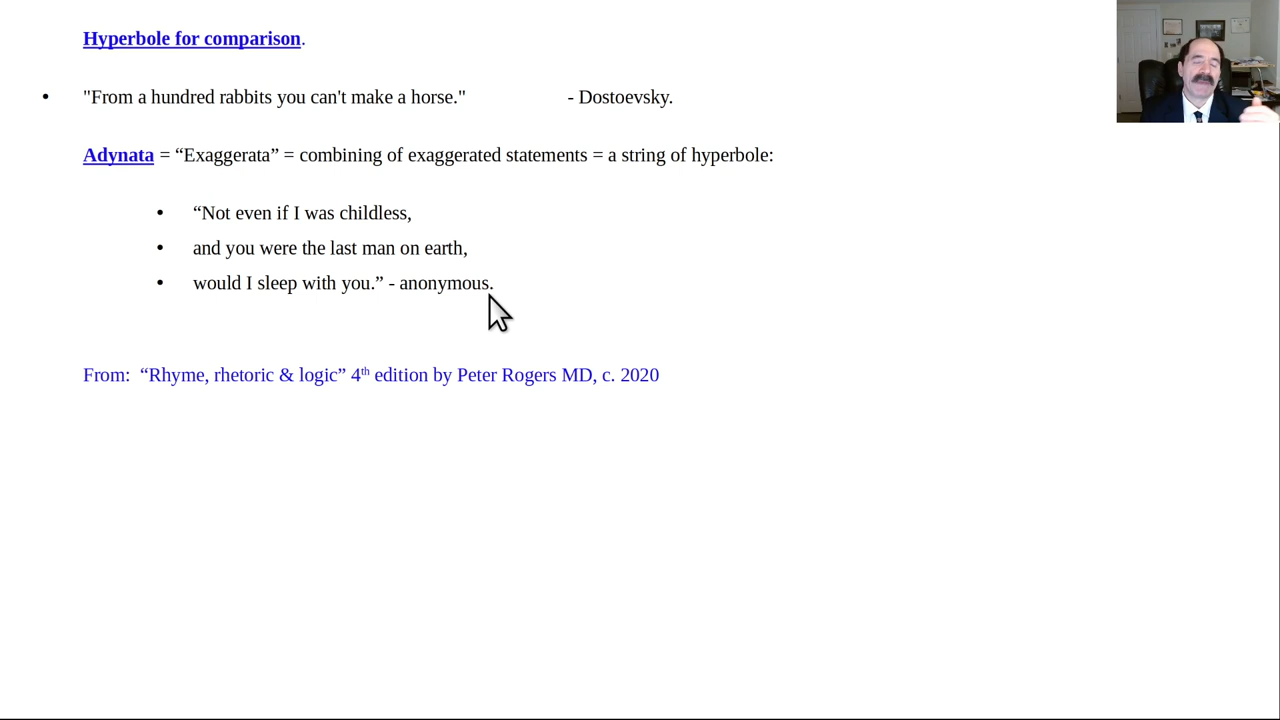 Hyperbole for comparison.
• "From a hundred rabbits you can't make a horse." - Dostoevsky.
Adynata = “Exaggerata” = combining of exaggerated statements = a string of hyperbole:
• “Not even if I was childless,
• and you were the last man on earth,
• would I sleep with you.” - anonymous.
From: “Rhyme, rhetoric & logic” 4th edition by Peter Rogers MD, c. 2020